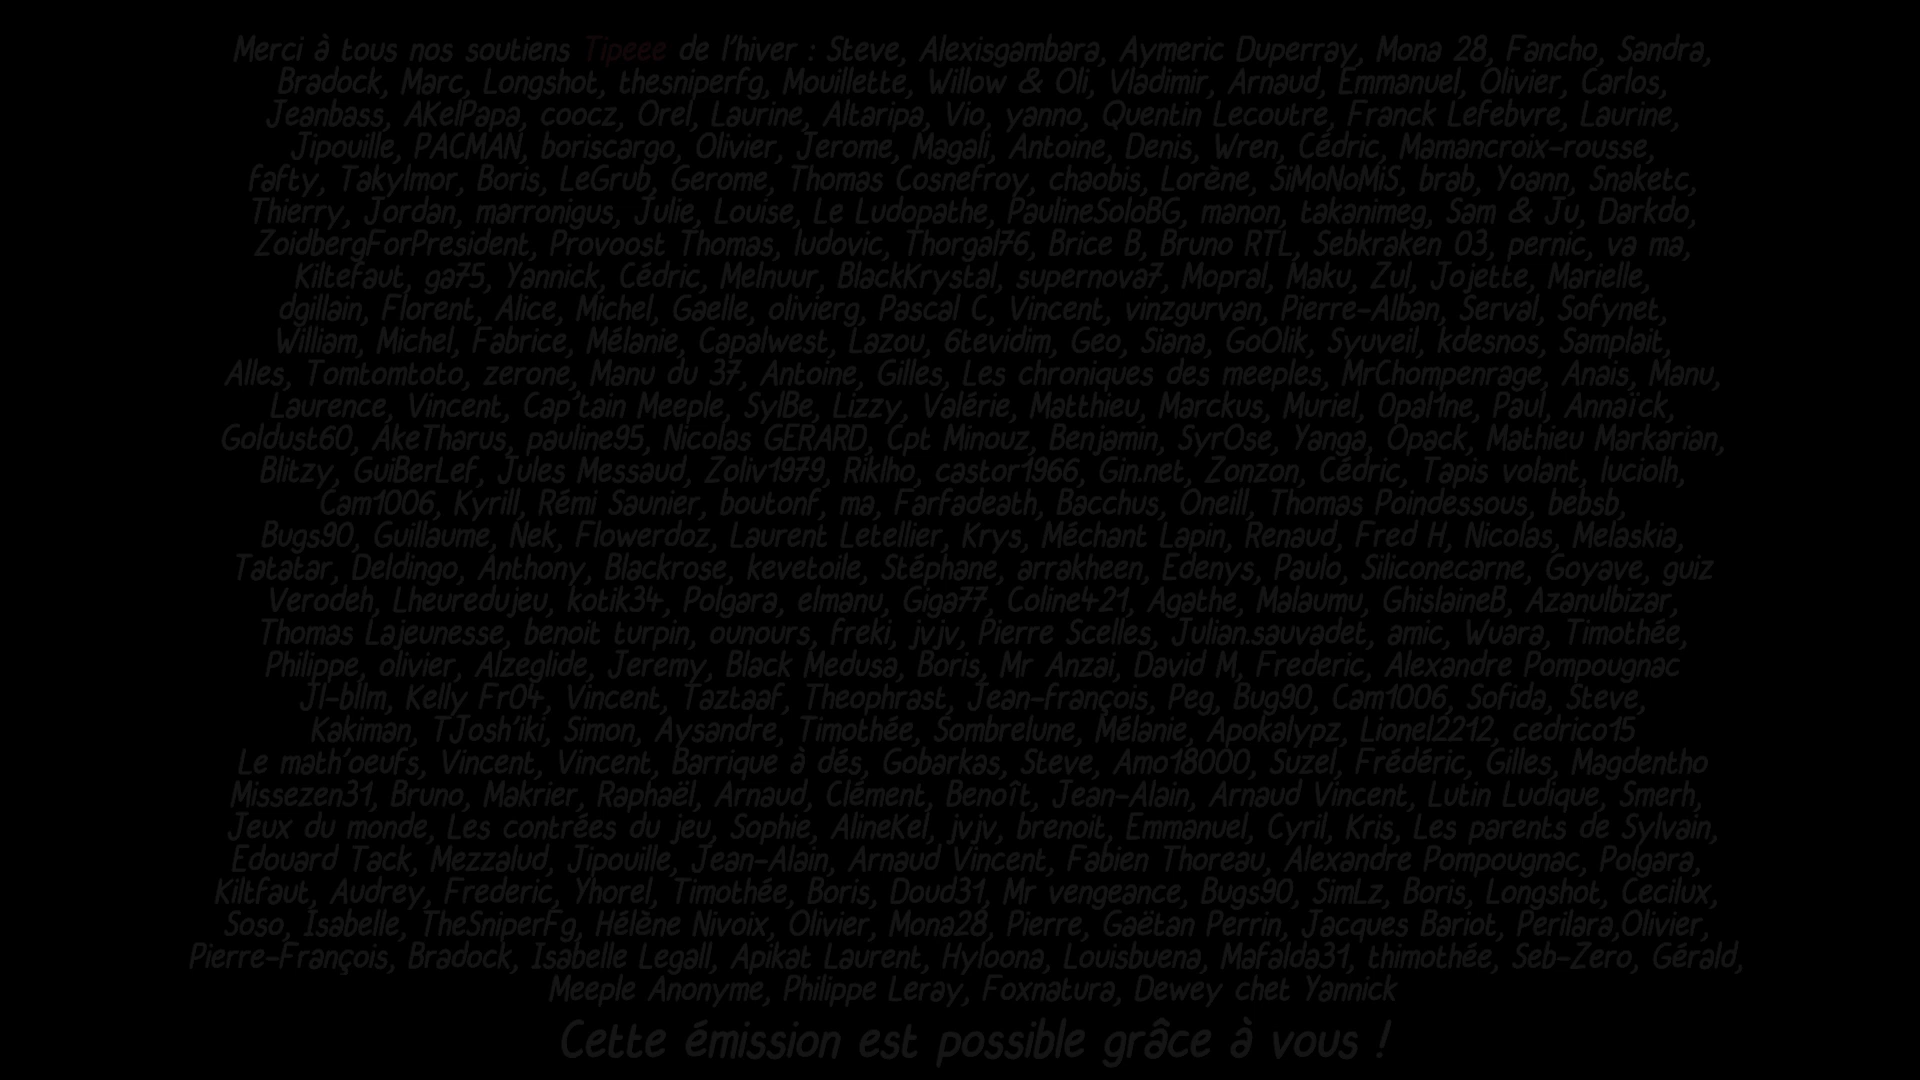 Merci à tous nos soutiens Tipeee de l'hiver : Steve, Alexisgambara, Aymeric Duperray, Mona 28, Fancho, Sandra,
Bradock, Marc, Longshot, thesniperfg, Mouillette, Willow & Oli, Vladimir, Arnaud, Emmanuel, Olivier, Carlos,
Jeanbass, AKelPapa, coocz, Orel, Laurine, Altaripa, Vio, yanno, Quentin Lecoutre, Franck Lefebvre, Laurine,
Jipouille, PACMAN, boriscargo, Olivier, Jerome, Magali, Antoine, Denis, Wren, Cédric, Mamancroix-rousse,
fafty, Takylmor, Boris, LeGrub, Gerome, Thomas Cosnefroy, chaobis, Lorène, SiMoNoMiS, brab, Yoann, Snaketc,
Thierry, Jordan, marronigus, Julie, Louise, Le Ludopathe, PaulineSoloBG, manon, takanimeg, Sam & Ju, Darkdo,
ZoidbergForPresident, Provoost Thomas, ludovic, Thorgal76, Brice B, Bruno RTL, Sebkraken 03, pernic, va ma,
Kiltefaut, ga75, Yannick, Cédric, Melnuur, BlackKrystal, supernova7, Mopral, Maku, Zul, Jojette, Marielle,
dgillain, Florent, Alice, Michel, Gaelle, olivierg, Pascal C, Vincent, vinzgurvan, Pierre-Alban, Serval, Sofynet,
William, Michel, Fabrice, Mélanie, Capalwest, Lazou, 6tevidim, Geo, Siana, GoOlik, Syuveil, kdesnos, Samplait,
Alles, Tomtomtoto, zerone, Manu du 37, Antoine, Gilles, Les chroniques des meeples, MrChompenrage, Anais, Manu,
Laurence, Vincent, Cap'tain Meeple, SylBe, Lizzy, Valérie, Matthieu, Marckus, Muriel, Opal1ne, Paul, Annaïck,
Goldust60, AkeTharus, pauline95, Nicolas GERARD, Cpt Minouz, Benjamin, SyrOse, Yanga, Opack, Mathieu Markarian,
Blitzy, GuiBerLef, Jules Messaud, Zoliv1979, Riklho, castor1966, Gin.net, Zonzon, Cédric, Tapis volant, luciolh,
Cam1006, Kyrill, Rémi Saunier, boutonf, ma, Farfadeath, Bacchus, Oneill, Thomas Poindessous, bebsb,
Bugs90, Guillaume, Nek, Flowerdoz, Laurent Letellier, Krys, Méchant Lapin, Renaud, Fred H, Nicolas, Melaskia,
Tatatar, Deldingo, Anthony, Blackrose, kevetoile, Stéphane, arrakheen, Edenys, Paulo, Siliconecarne, Goyave, guiz
Verodeh, Lheuredujeu, kotik34, Polgara, elmanu, Giga77, Coline421, Agathe, Malaumu, GhislaineB, Azanulbizar,
Thomas Lajeunesse, benoit turpin, ounours, freki, jvjv, Pierre Scelles, Julian.sauvadet, amic, Wuara, Timothée,
Philippe, olivier, Alzeglide, Jeremy, Black Medusa, Boris, Mr Anzai, David M, Frederic, Alexandre Pompougnac
Jl-bllm, Kelly Fr04, Vincent, Taztaaf, Theophrast, Jean-françois, Peg, Bug90, Cam1006, Sofida, Steve,
Kakiman, TJosh'iki, Simon, Aysandre, Timothée, Sombrelune, Mélanie, Apokalypz, Lionel2212, cedrico15
Le math'oeufs, Vincent, Vincent, Barrique à dés, Gobarkas, Steve, Amo18000, Suzel, Frédéric, Gilles, Magdentho
Missezen31, Bruno, Makrier, Raphaël, Arnaud, Clément, Benoît, Jean-Alain, Arnaud Vincent, Lutin Ludique, Smerh,
Jeux du monde, Les contrées du jeu, Sophie, AlineKel, jvjv, brenoit, Emmanuel, Cyril, Kris, Les parents de Sylvain,
Edouard Tack, Mezzalud, Jipouille, Jean-Alain, Arnaud Vincent, Fabien Thoreau, Alexandre Pompougnac, Polgara,
Kiltfaut, Audrey, Frederic, Yhorel, Timothée, Boris, Doud31, Mr vengeance, Bugs90, SimLz, Boris, Longshot, Cecilux,
Soso, Isabelle, TheSniperFg, Hélène Nivoix, Olivier, Mona28, Pierre, Gaëtan Perrin, Jacques Bariot, Perilara,Olivier,
Pierre-François, Bradock, Isabelle Legall, Apikat Laurent, Hyloona, Louisbuena, Mafalda31, thimothée, Seb-Zero, Gérald,
Meeple Anonyme, Philippe Leray, Foxnatura, Dewey chet Yannick
Cette émission est possible grâce à vous !